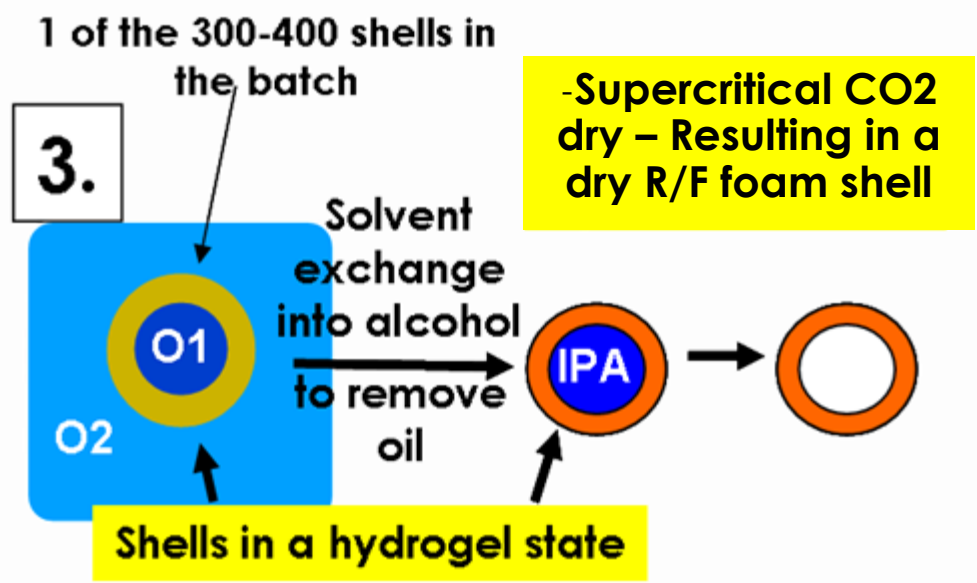 1 of the 300-400 shells in
the batch
-Supercritical CO2
dry – Resulting in a
dry R/F foam shell
3.
Solvent
exchange
into alcohol
to remove
oil
O1
O2
IPA
Shells in a hydrogel state